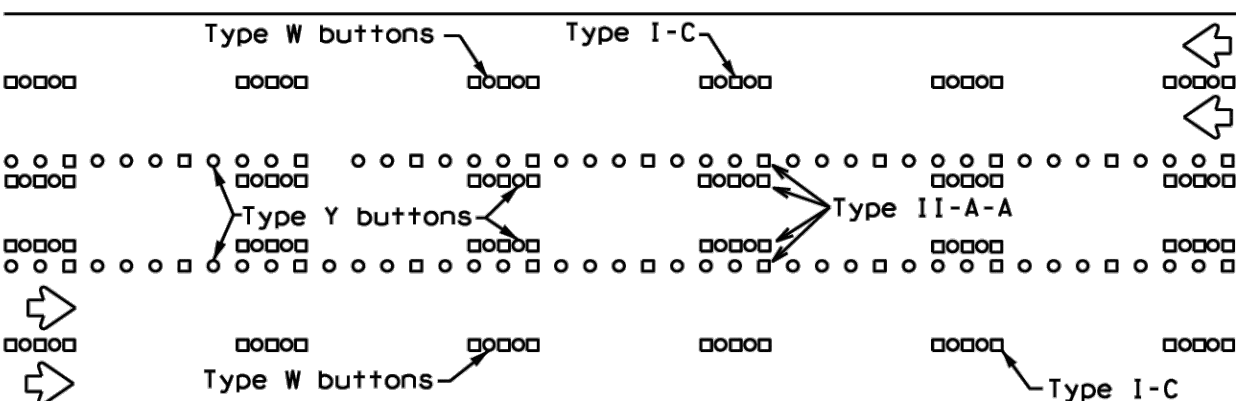 Type W buttons
Type I-C
Type Y buttons
Type II-A-A
Type W buttons
Type I-C